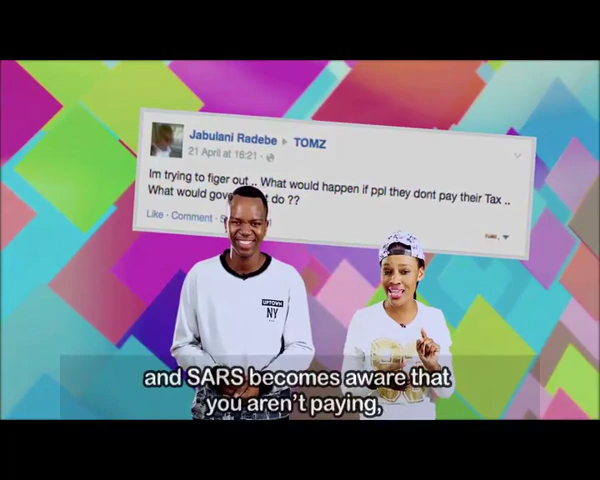 Jabulani Radebe ▸ TOMZ
21 April at 16:21 ·
Im trying to figer out .. What would happen if ppl they dont pay their Tax ..
What would do ??
Like · Comment ·
UPTOWN
NY
and SARS becomes aware that
you aren't paying,